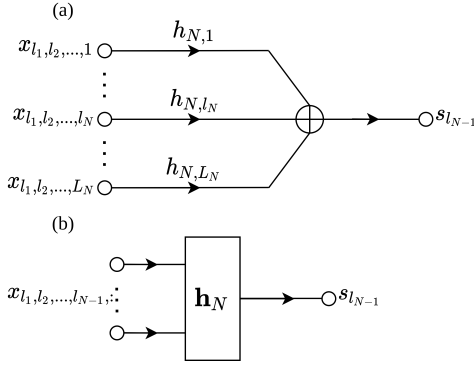 (a)
x_{l_1,l_2,...,1} h_{N,1}
x_{l_1,l_2,...,l_N} h_{N,l_N} s_{l_{N-1}}
x_{l_1,l_2,...,L_N} h_{N,L_N}
(b)
x_{l_1,l_2,...,l_{N-1},:} h_N s_{l_{N-1}}